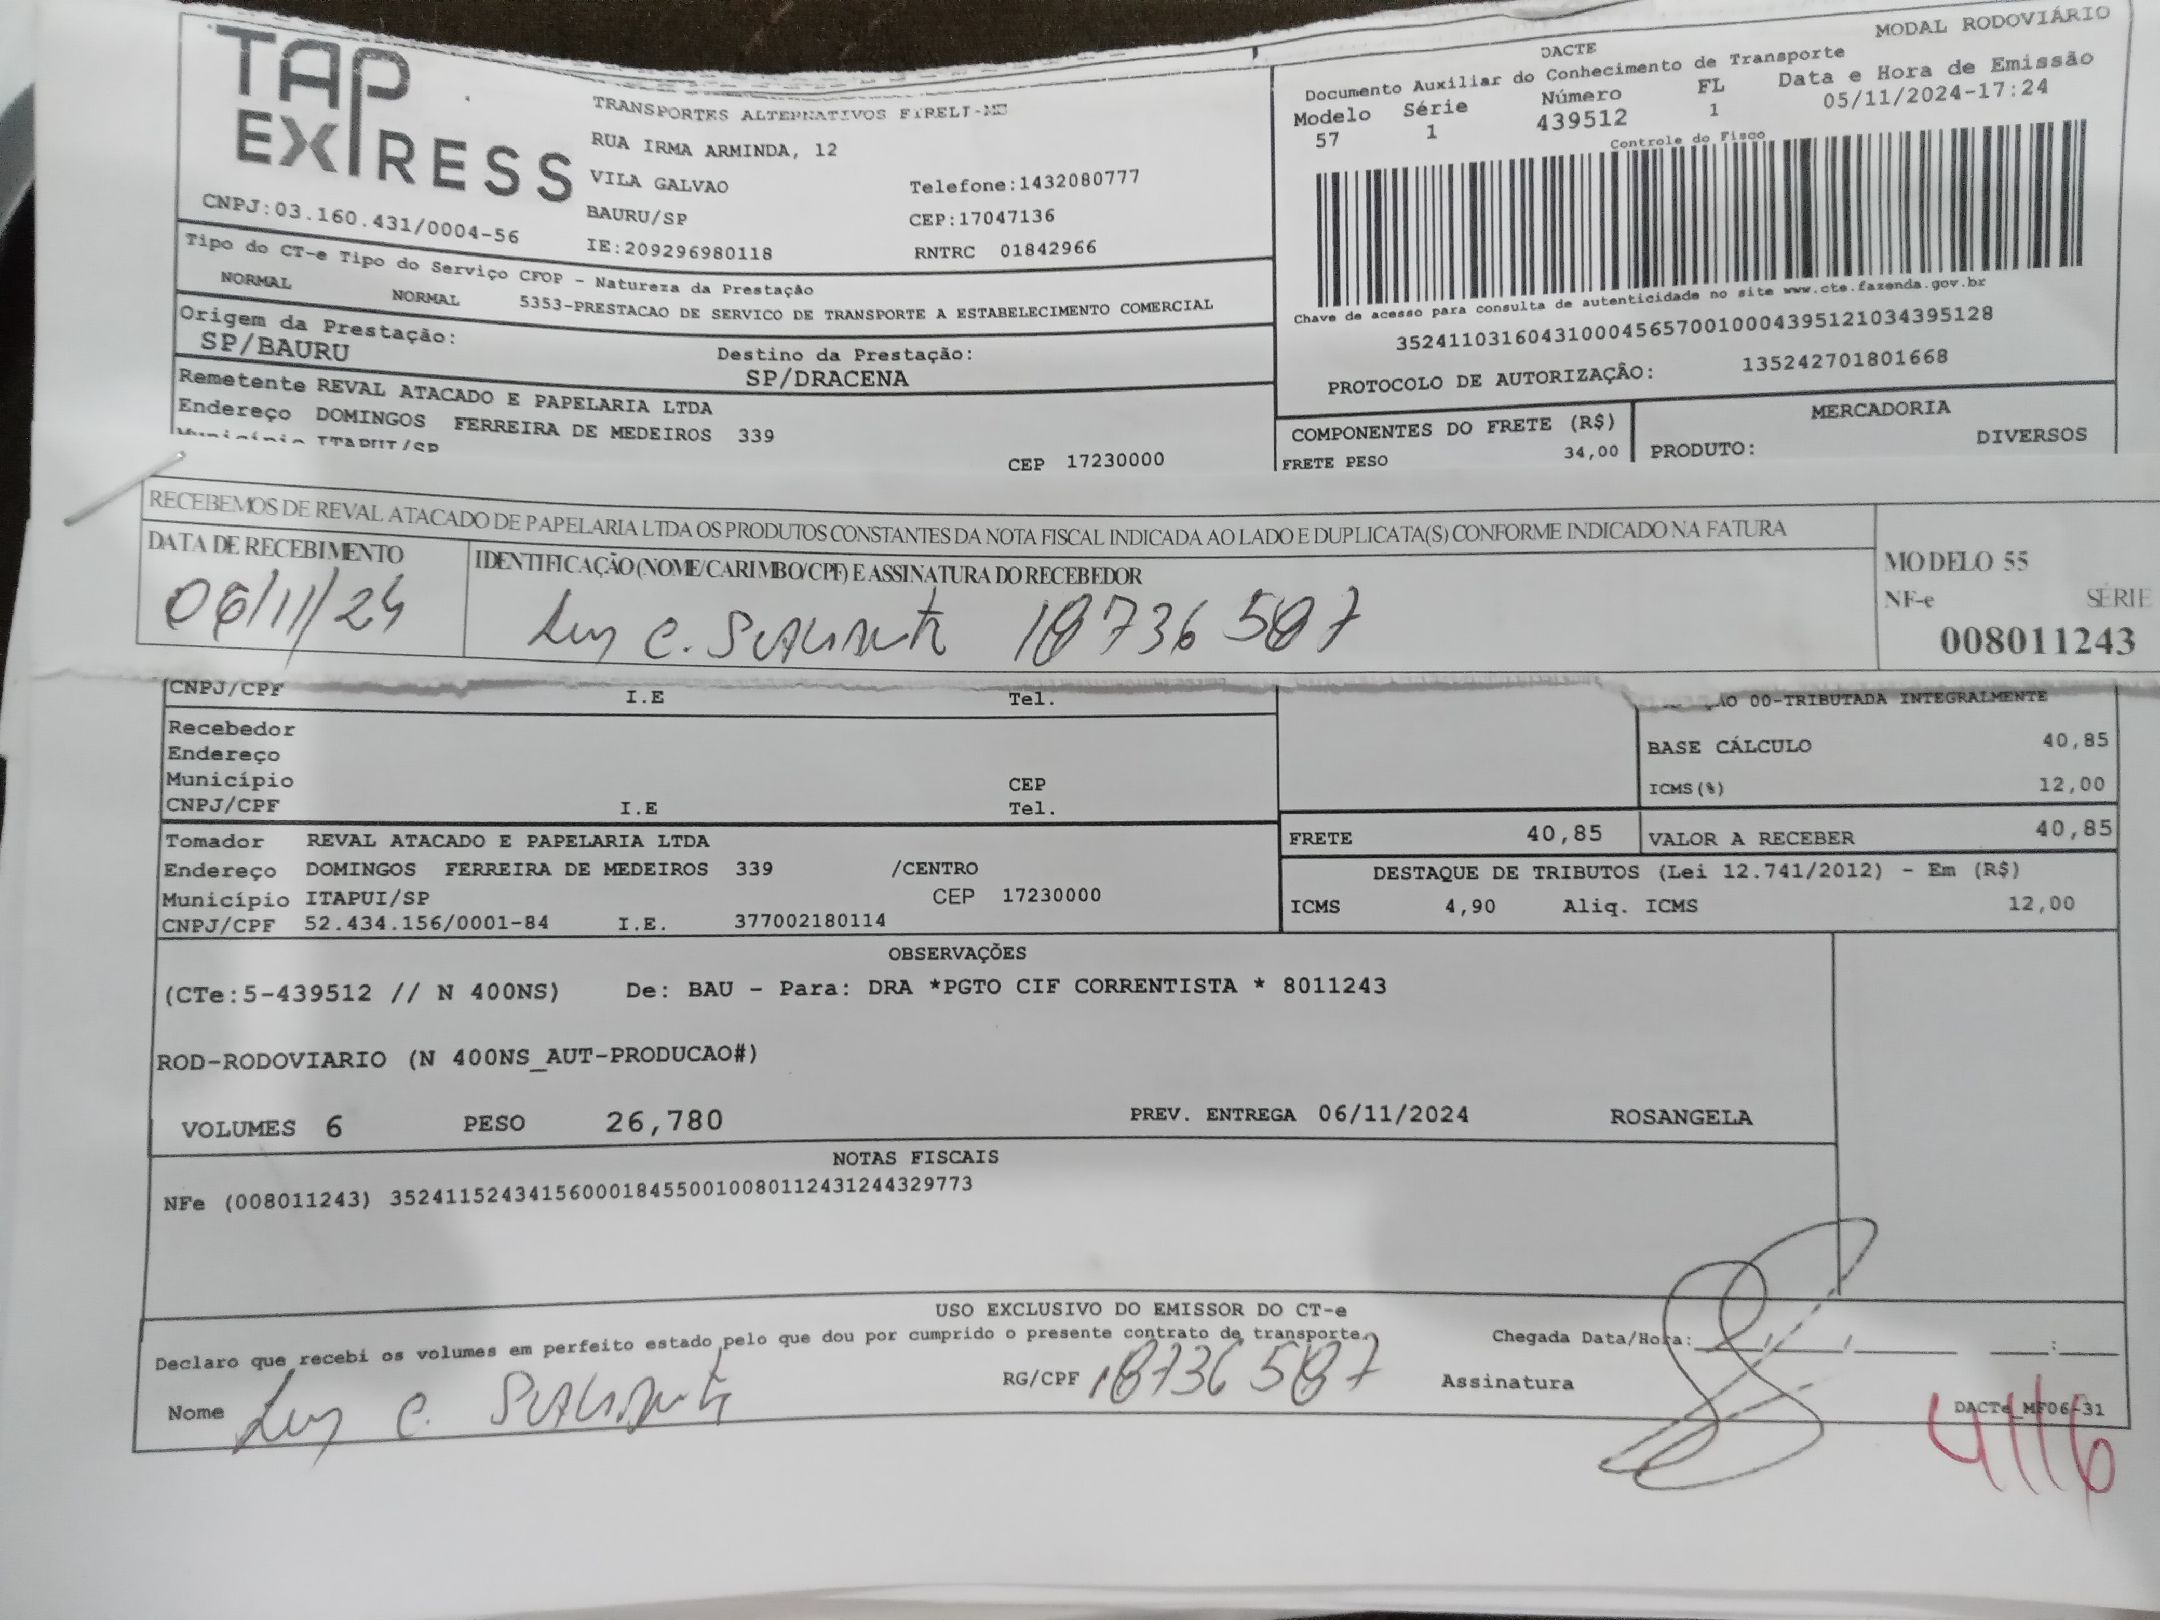 TAP
EXPRESS
CNPJ:03.160.431/0004-56
TRANSPORTES ALTERNATIVOS EIRELI-ME
RUA IRMA ARMINDA, 12
VILA GALVAO Telefone:1432080777
BAURU/SP CEP:17047136
IE:209296980118 RNTRC 01842966
MODAL RODOVIÁRIO
DACTE
Documento Auxiliar do Conhecimento de Transporte
Modelo Série Número FL Data e Hora de Emissão
57 1 439512 1 05/11/2024-17:24
Controle do Fisco
Chave de acesso para consulta de autenticidade no site www.cte.fazenda.gov.br
35241103160431000456570010004395121034395128
PROTOCOLO DE AUTORIZAÇÃO: 135242701801668
Tipo do CT-e Tipo do Serviço CFOP - Natureza da Prestação
NORMAL NORMAL 5353-PRESTACAO DE SERVICO DE TRANSPORTE A ESTABELECIMENTO COMERCIAL
Origem da Prestação: Destino da Prestação:
SP/BAURU SP/DRACENA
Remetente REVAL ATACADO E PAPELARIA LTDA
Endereço DOMINGOS FERREIRA DE MEDEIROS 339
Município ITAPUI/SP CEP 17230000
COMPONENTES DO FRETE (R$) MERCADORIA
FRETE PESO 34,00 PRODUTO: DIVERSOS
RECEBEMOS DE REVAL ATACADO DE PAPELARIA LTDA OS PRODUTOS CONSTANTES DA NOTA FISCAL INDICADA AO LADO E DUPLICATA(S) CONFORME INDICADO NA FATURA
DATA DE RECEBIMENTO IDENTIFICAÇÃO (NOME/CARIMBO/CPF) E ASSINATURA DO RECEBEDOR
06/11/24 18736587
MODELO 55
NF-e SÉRIE
008011243
CNPJ/CPF I.E Tel.
Recebedor
Endereço
Município CEP
CNPJ/CPF I.E Tel.
00-TRIBUTADA INTEGRALMENTE
BASE CÁLCULO 40,85
ICMS(%) 12,00
FRETE 40,85 VALOR A RECEBER 40,85
Tomador REVAL ATACADO E PAPELARIA LTDA
Endereço DOMINGOS FERREIRA DE MEDEIROS 339 /CENTRO
Município ITAPUI/SP CEP 17230000
CNPJ/CPF 52.434.156/0001-84 I.E. 377002180114
DESTAQUE DE TRIBUTOS (Lei 12.741/2012) - Em (R$)
ICMS 4,90 Aliq. ICMS 12,00
OBSERVAÇÕES
(CTe:5-439512 // N 400NS) De: BAU - Para: DRA *PGTO CIF CORRENTISTA * 8011243
ROD-RODOVIARIO (N 400NS_AUT-PRODUCAO#)
VOLUMES 6 PESO 26,780 PREV. ENTREGA 06/11/2024 ROSANGELA
NOTAS FISCAIS
NFe (008011243) 35241152434156000184550010080112431244329773
USO EXCLUSIVO DO EMISSOR DO CT-e
Declaro que recebi os volumes em perfeito estado pelo que dou por cumprido o presente contrato de transporte. Chegada Data/Hora: ___/___/______ ___:___
Nome RG/CPF 18736587 Assinatura
DACTe_MF06-31